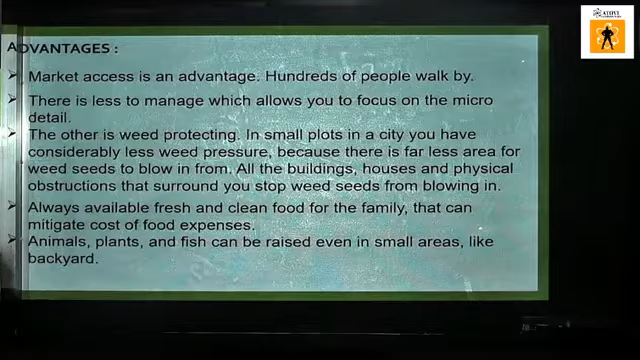 ADVANTAGES :
➢ Market access is an advantage. Hundreds of people walk by.
➢ There is less to manage which allows you to focus on the micro
detail.
➢ The other is weed protecting. In small plots in a city you have
considerably less weed pressure, because there is far less area for
weed seeds to blow in from. All the buildings, houses and physical
obstructions that surround you stop weed seeds from blowing in.
➢ Always available fresh and clean food for the family, that can
mitigate cost of food expenses.
➢ Animals, plants, and fish can be raised even in small areas, like
backyard.